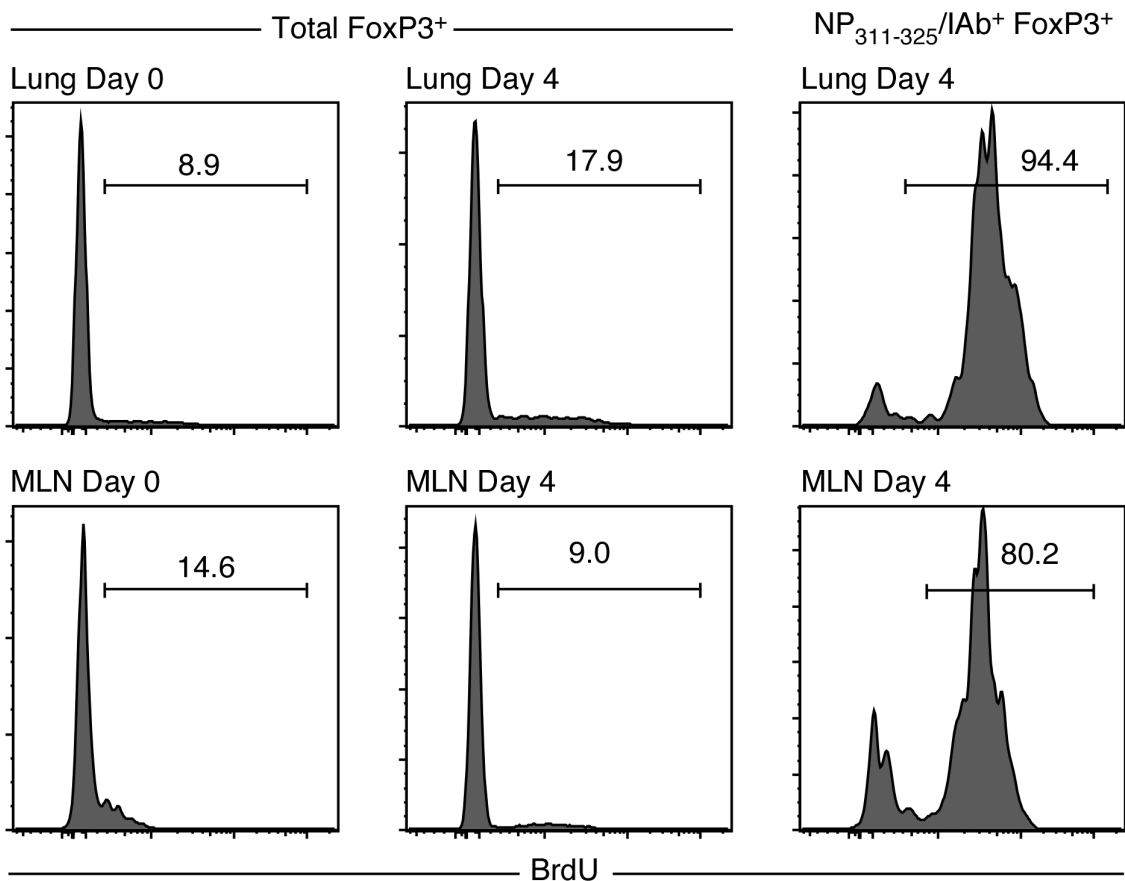 Total FoxP3⁺
NP₃₁₁₋₃₂₅/IAb⁺ FoxP3⁺
Lung Day 0
Lung Day 4
Lung Day 4
8.9
17.9
94.4
MLN Day 0
MLN Day 4
MLN Day 4
14.6
9.0
80.2
BrdU